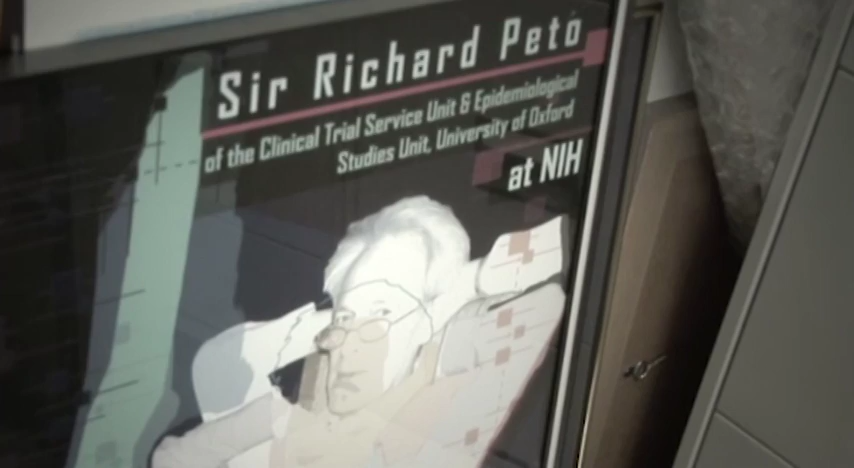 Sir Richard Peto
of the Clinical Trial Service Unit & Epidemiological
Studies Unit, University of Oxford
at NIH